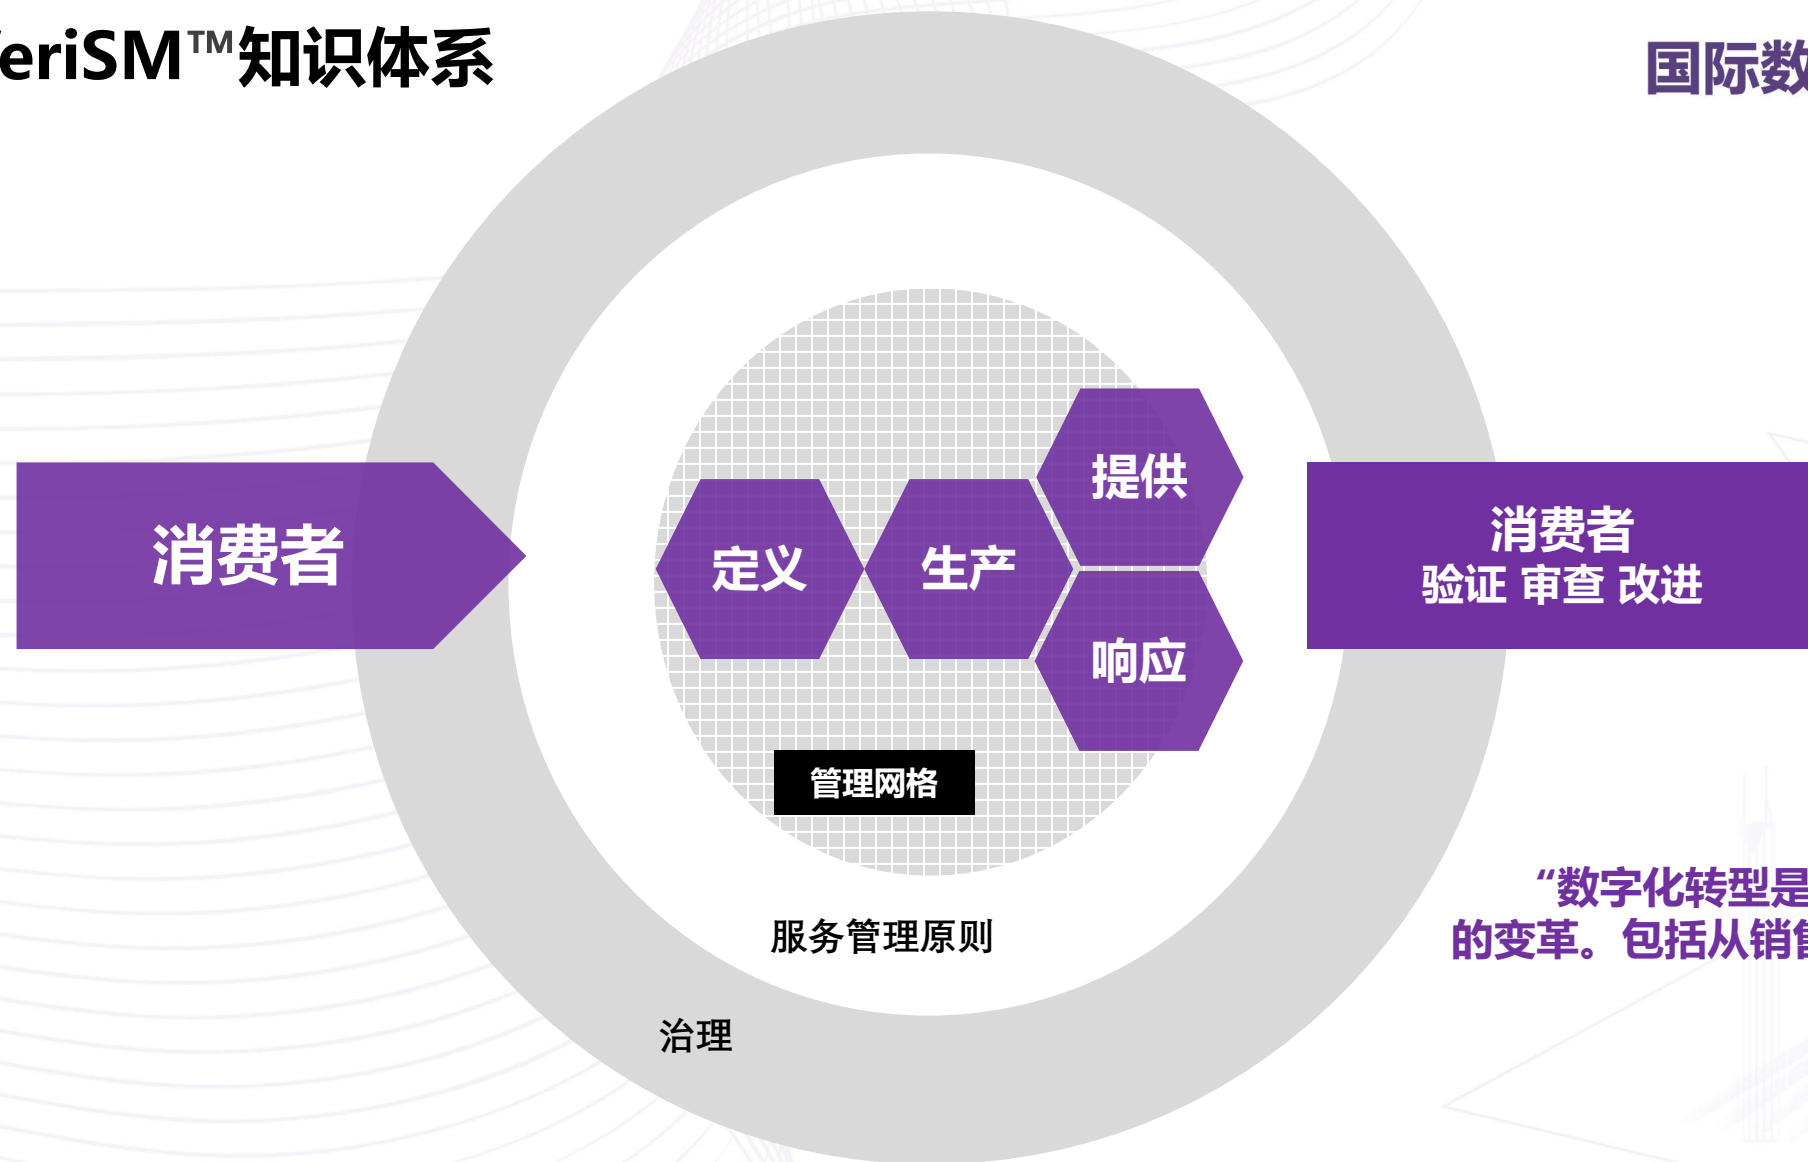 eriSM™知识体系
国际数
消费者
定义
生产
提供
响应
管理网格
服务管理原则
治理
消费者
验证 审查 改进
“数字化转型是
的变革。包括从销售